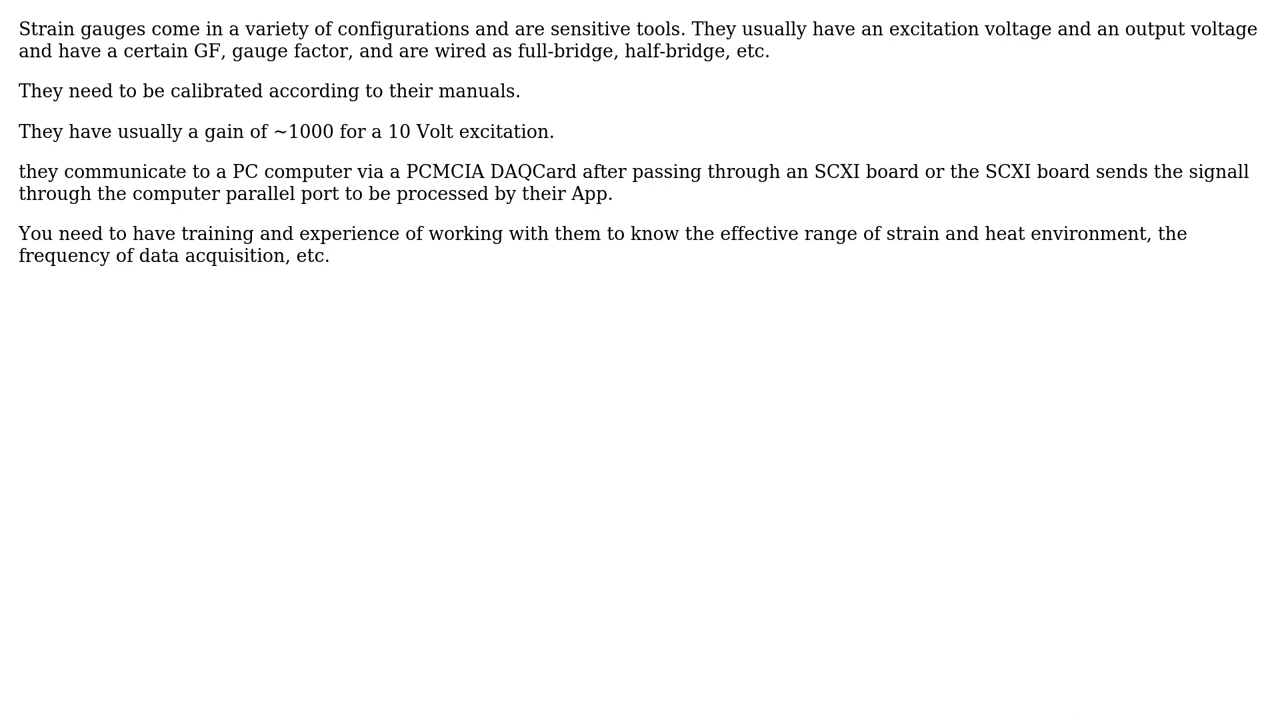 Strain gauges come in a variety of configurations and are sensitive tools. They usually have an excitation voltage and an output voltage
and have a certain GF, gauge factor, and are wired as full-bridge, half-bridge, etc.
They need to be calibrated according to their manuals.
They have usually a gain of ~1000 for a 10 Volt excitation.
they communicate to a PC computer via a PCMCIA DAQCard after passing through an SCXI board or the SCXI board sends the signall
through the computer parallel port to be processed by their App.
You need to have training and experience of working with them to know the effective range of strain and heat environment, the
frequency of data acquisition, etc.